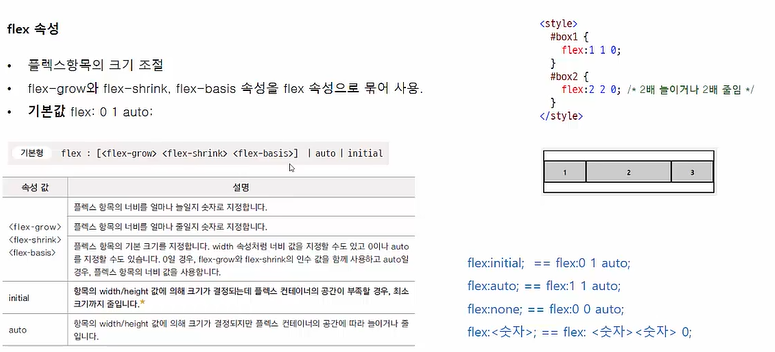 flex 속성
• 플렉스항목의 크기 조절
• flex-grow와 flex-shrink, flex-basis 속성을 flex 속성으로 묶어 사용.
• 기본값 flex: 0 1 auto;
기본형 flex : [<flex-grow> <flex-shrink> <flex-basis>] | auto | initial
속성 값 설명
<flex-grow>
<flex-shrink>
<flex-basis>
플렉스 항목의 너비를 얼마나 늘일지 숫자로 지정합니다.
플렉스 항목의 너비를 얼마나 줄일지 숫자로 지정합니다.
플렉스 항목의 기본 크기를 지정합니다. width 속성처럼 너비 값을 지정할 수도 있고 0이나 auto
를 지정할 수도 있습니다. 0일 경우, flex-grow와 flex-shrink의 인수 값을 함께 사용하고 auto일
경우, 플렉스 항목의 너비 값을 사용합니다.
initial 항목의 width/height 값에 의해 크기가 결정되는데 플렉스 컨테이너의 공간이 부족할 경우, 최소
크기까지 줄입니다.*
auto 항목의 width/height 값에 의해 크기가 결정되지만 플렉스 컨테이너의 공간에 따라 늘이거나 줄
입니다.
<style>
#box1 {
flex:1 1 0;
}
#box2 {
flex:2 2 0; /* 2배 늘이거나 2배 줄임 */
}
</style>
1 2 3
flex:initial; == flex:0 1 auto;
flex:auto; == flex:1 1 auto;
flex:none; == flex:0 0 auto;
flex:<숫자>; == flex: <숫자><숫자> 0;